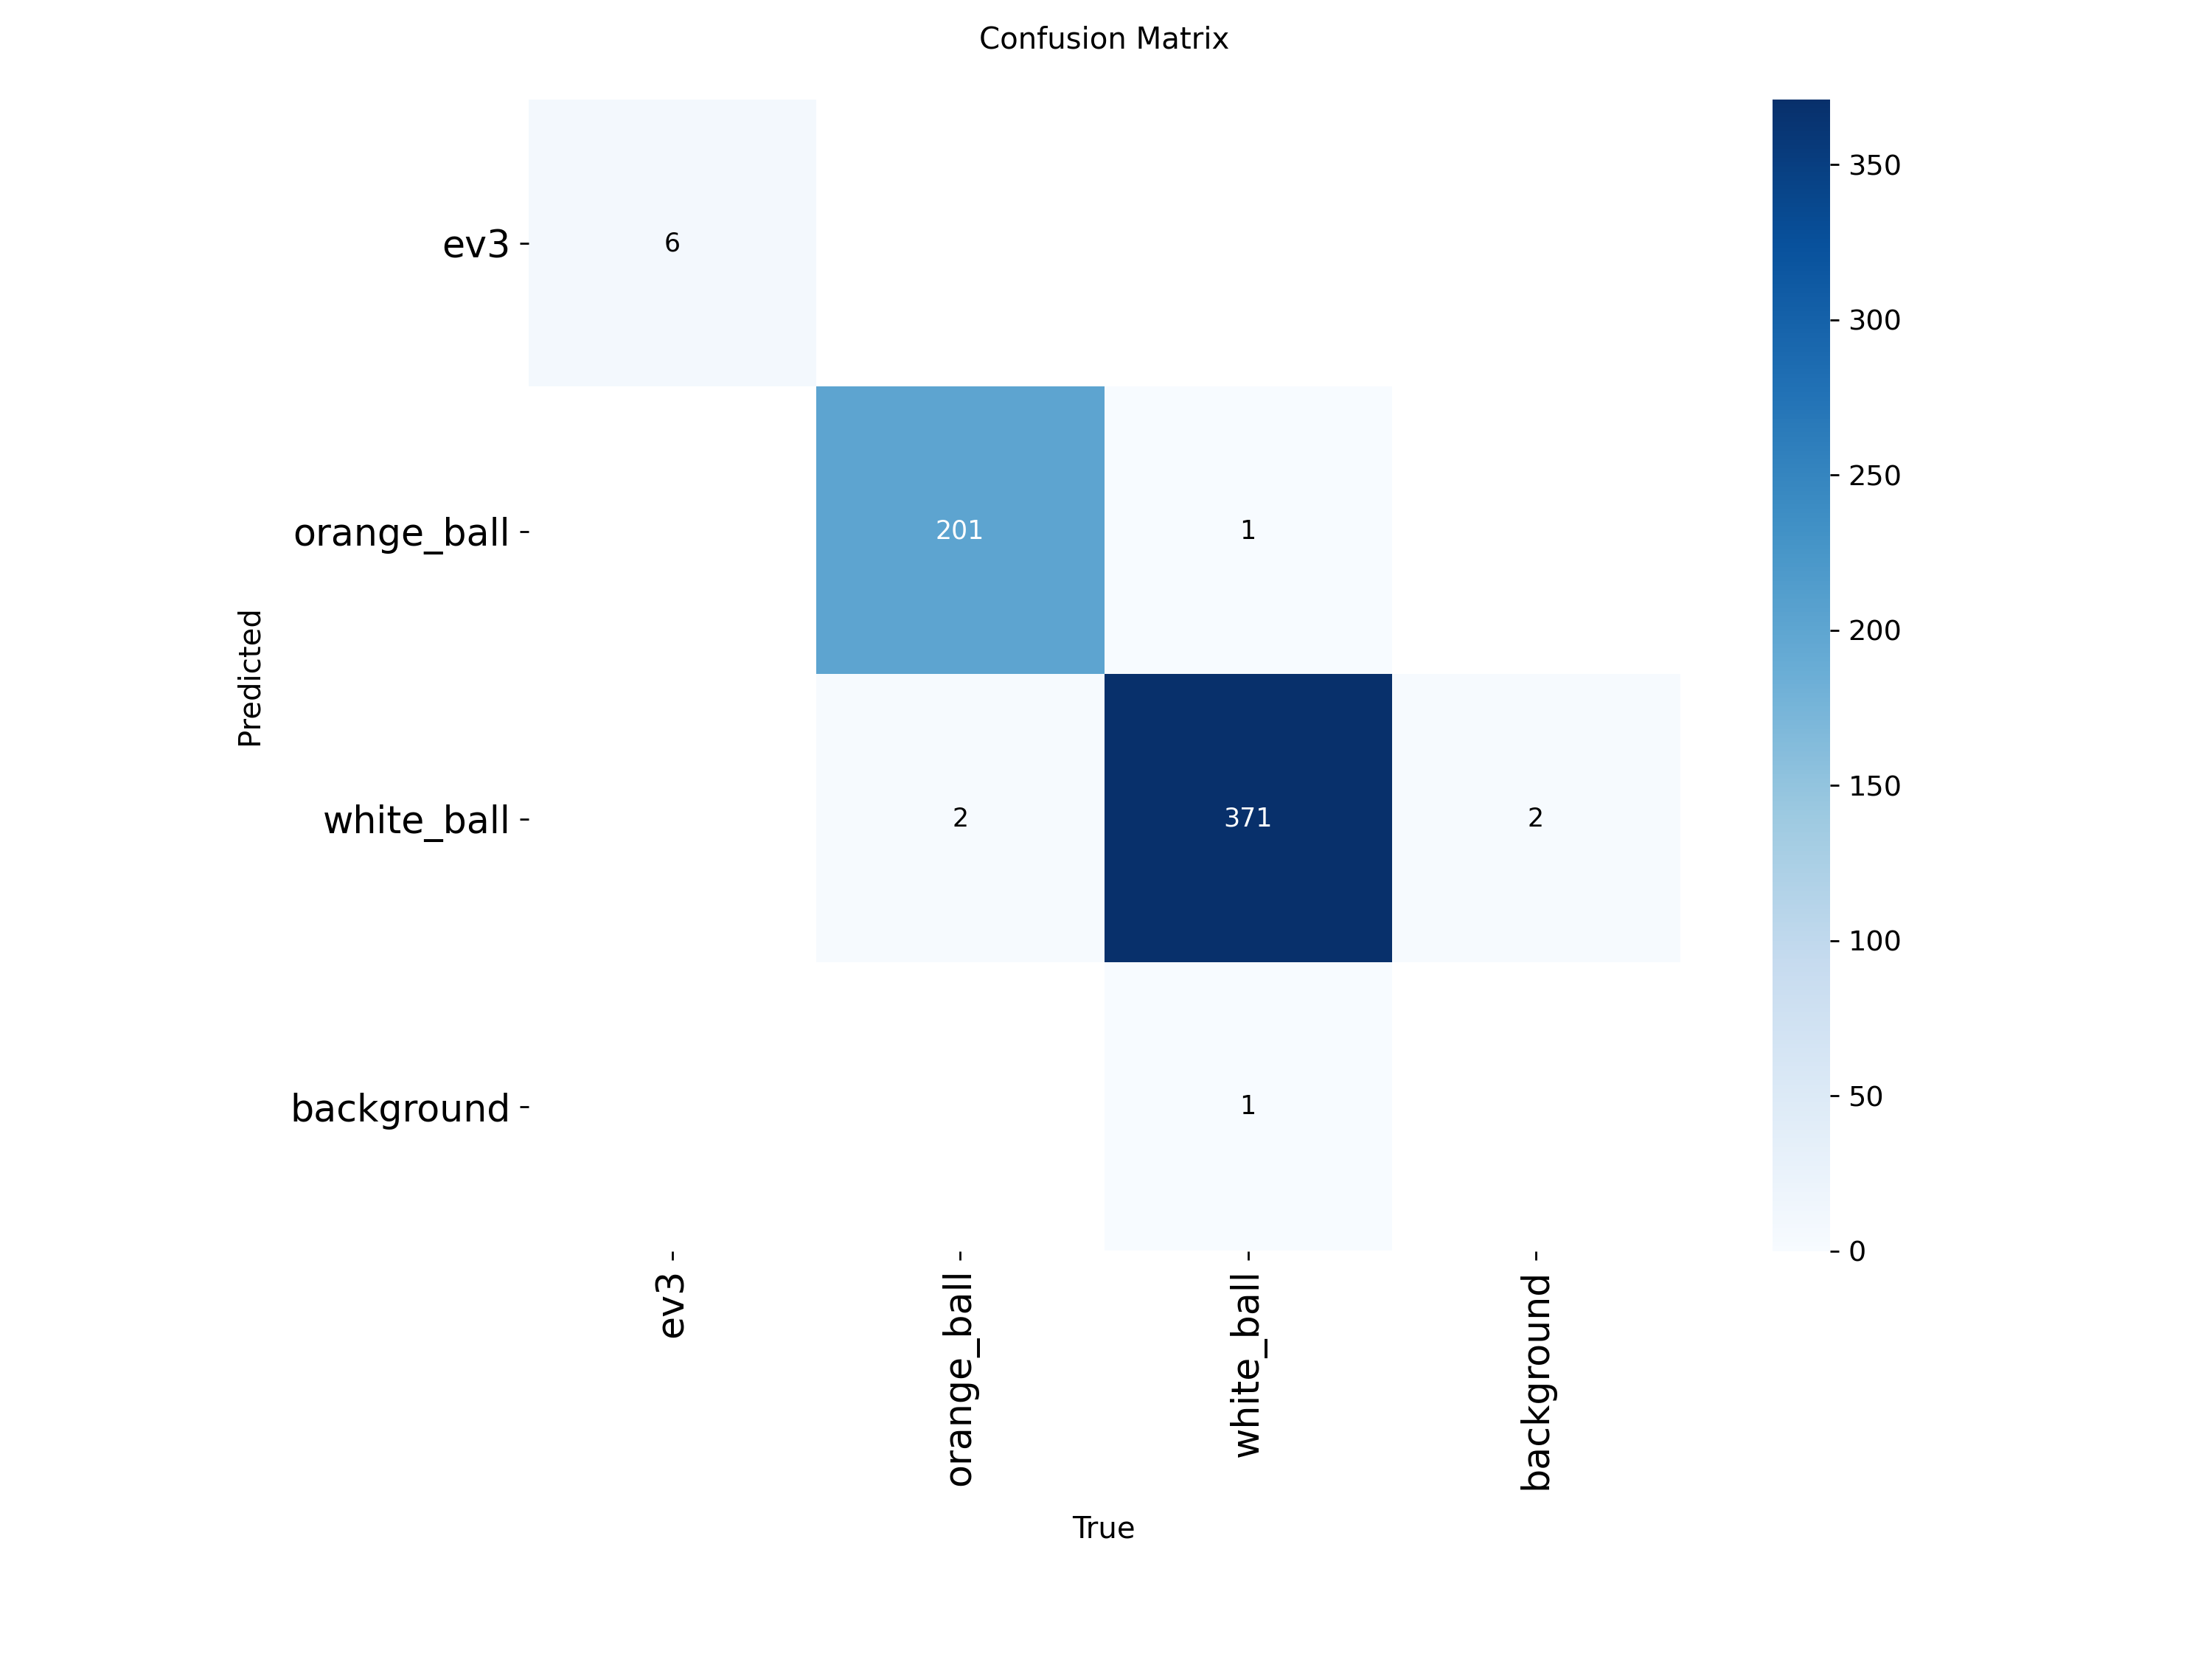 Confusion Matrix
ev3
6
orange_ball
201
1
white_ball
2
371
2
background
1
Predicted
ev3
orange_ball
white_ball
background
True
350
300
250
200
150
100
50
0